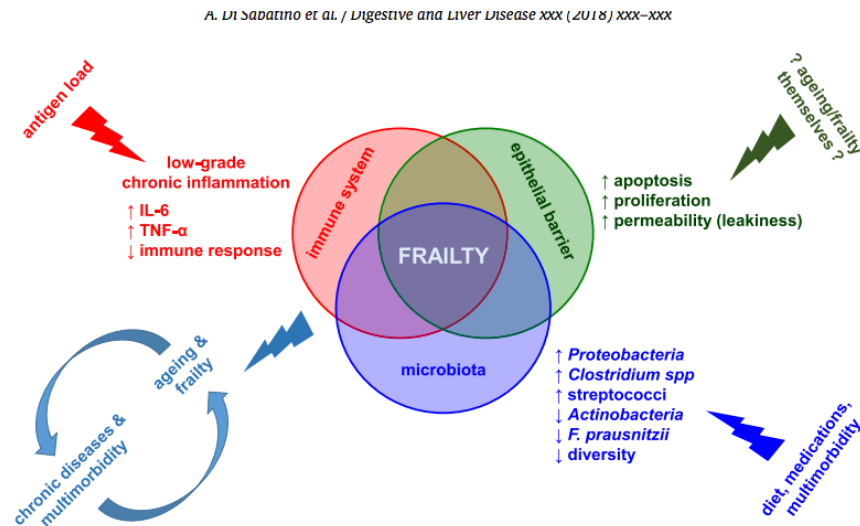 A. Di Sabatino et al. / Digestive and Liver Disease xxx (2018) xxx–xxx
antigen load
low-grade
chronic inflammation
↑ IL-6
↑ TNF-α
↓ immune response
immune system
epithelial barrier
FRAILTY
microbiota
? ageing/frailty
themselves ?
↑ apoptosis
↑ proliferation
↑ permeability (leakiness)
ageing &
frailty
chronic diseases &
multimorbidity
↑ Proteobacteria
↑ Clostridium spp
↑ streptococci
↓ Actinobacteria
↓ F. prausnitzii
↓ diversity
diet, medications,
multimorbidity